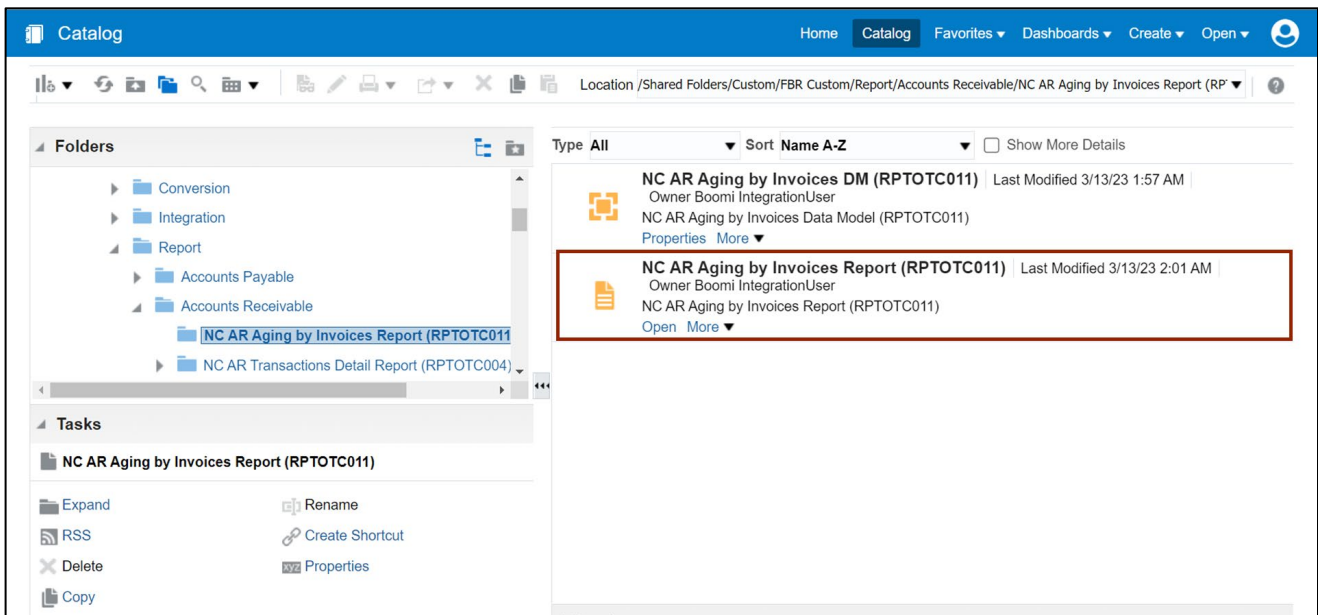 Catalog
Home Catalog Favorites Dashboards Create Open
Location /Shared Folders/Custom/FBR Custom/Report/Accounts Receivable/NC AR Aging by Invoices Report (RP
Folders
Conversion
Integration
Report
Accounts Payable
Accounts Receivable
NC AR Aging by Invoices Report (RPTOTC011
NC AR Transactions Detail Report (RPTOTC004)
Tasks
NC AR Aging by Invoices Report (RPTOTC011)
Expand Rename
RSS Create Shortcut
Delete xyz Properties
Copy
Type All Sort Name A-Z Show More Details
NC AR Aging by Invoices DM (RPTOTC011) Last Modified 3/13/23 1:57 AM
Owner Boomi IntegrationUser
NC AR Aging by Invoices Data Model (RPTOTC011)
Properties More
NC AR Aging by Invoices Report (RPTOTC011) Last Modified 3/13/23 2:01 AM
Owner Boomi IntegrationUser
NC AR Aging by Invoices Report (RPTOTC011)
Open More